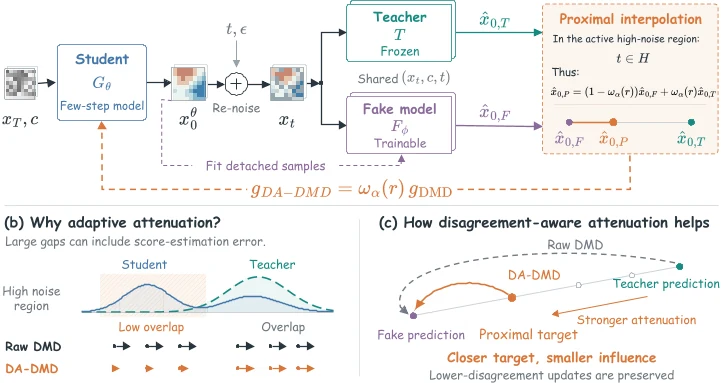 Student
G_θ
Few-step model
x_T, c
x_0^θ
t, ϵ
Re-noise
x_t
Teacher
T
Frozen
x̂_{0,T}
Shared (x_t, c, t)
Fake model
F_ϕ
Trainable
x̂_{0,F}
Fit detached samples
Proximal interpolation
In the active high-noise region:
t ∈ H
Thus:
x̂_{0,P} = (1 − ω_α(r))x̂_{0,F} + ω_α(r)x̂_{0,T}
x̂_{0,F} x̂_{0,P} x̂_{0,T}
g_{DA−DMD} = ω_α(r) g_{DMD}
(b) Why adaptive attenuation?
Large gaps can include score-estimation error.
Student Teacher
High noise
region
Low overlap Overlap
Raw DMD
DA-DMD
(c) How disagreement-aware attenuation helps
Raw DMD
DA-DMD
Teacher prediction
Stronger attenuation
Fake prediction
Proximal target
Closer target, smaller influence
Lower-disagreement updates are preserved